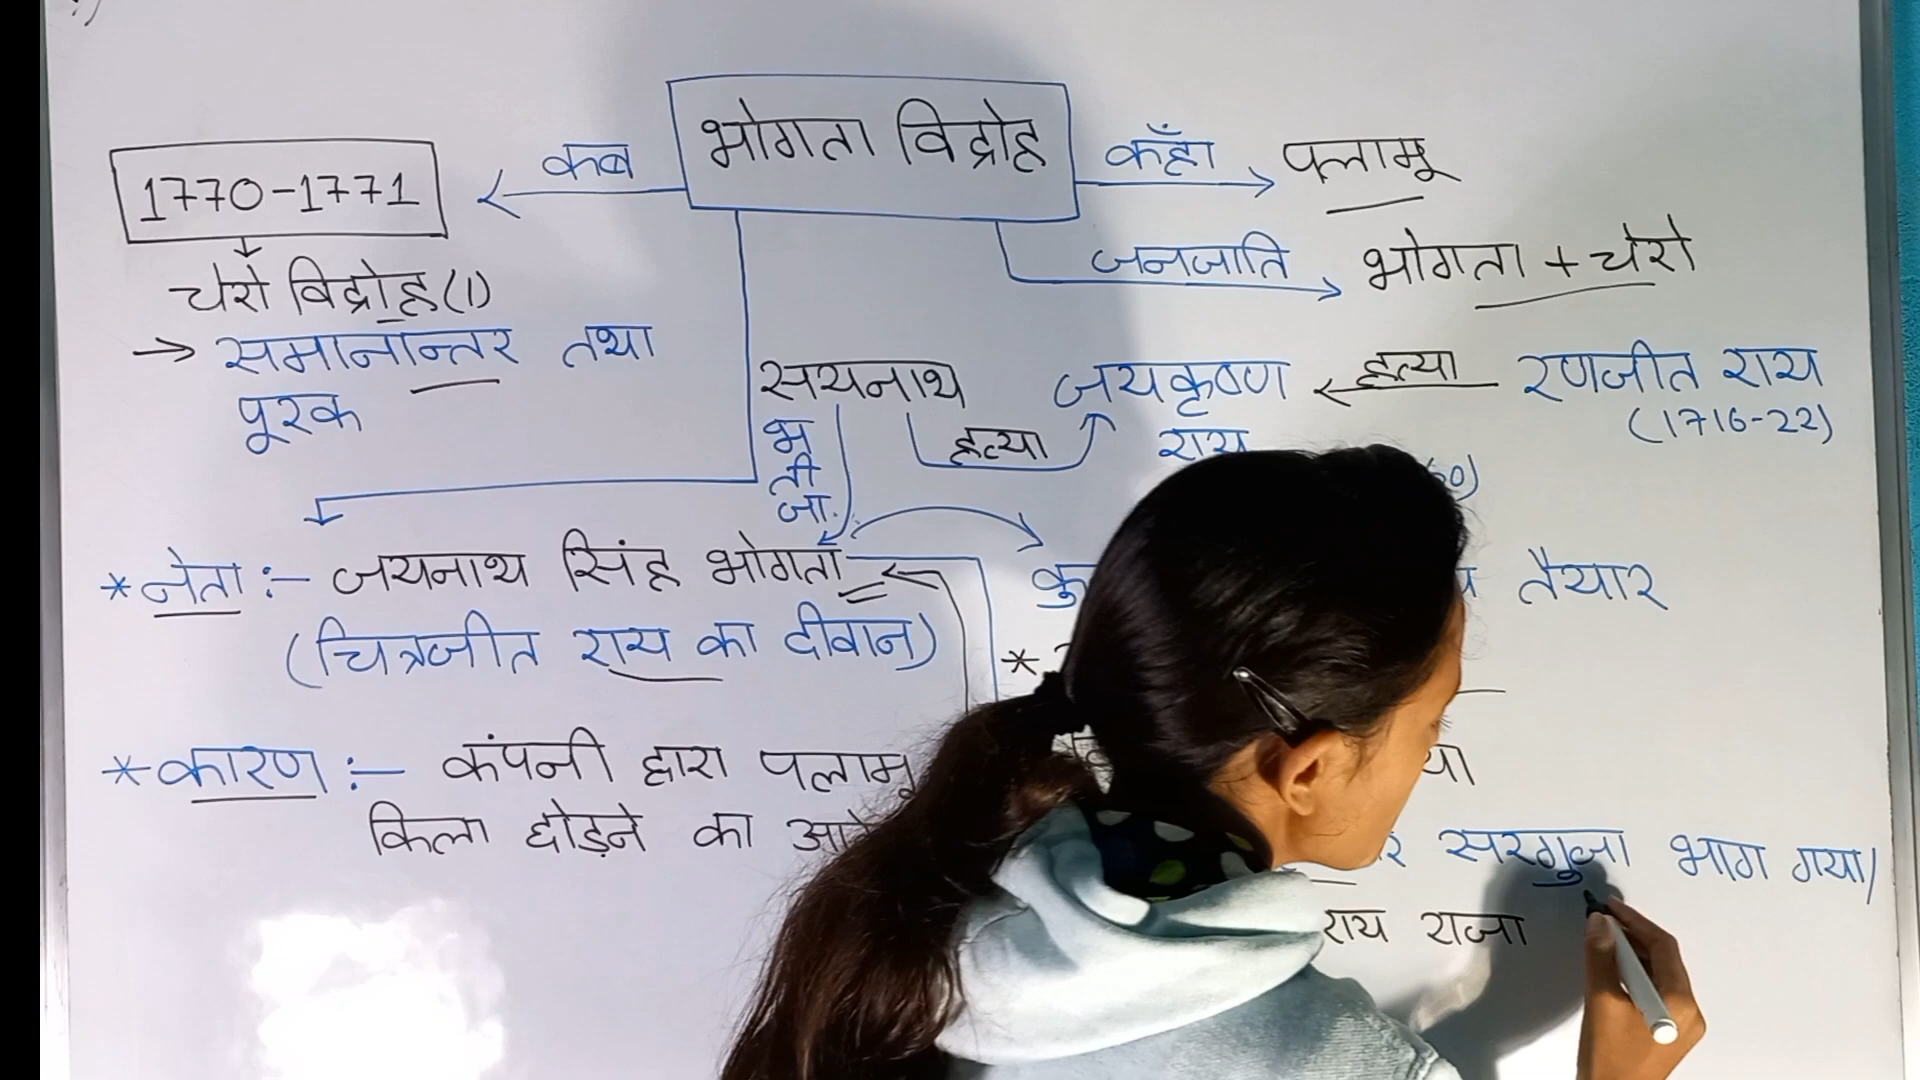 भोगता विद्रोह
कब
1770-1771
चेरो विद्रोह(1)
→ समानान्तर तथा
पूरक
कहाँ → पलामू
जनजाति → भोगता + चेरो
सयनाथ
हत्या
जयकृष्ण
राय
हत्या
रणजीत राय
(1716-22)
भतीजा
* नेता :- जयनाथ सिंह भोगता
(चित्रजीत राय का दीवान)
तैयार
* कारण :- कंपनी द्वारा पलामू
किला छोड़ने का
सरगुजा भाग गया/
राय राजा